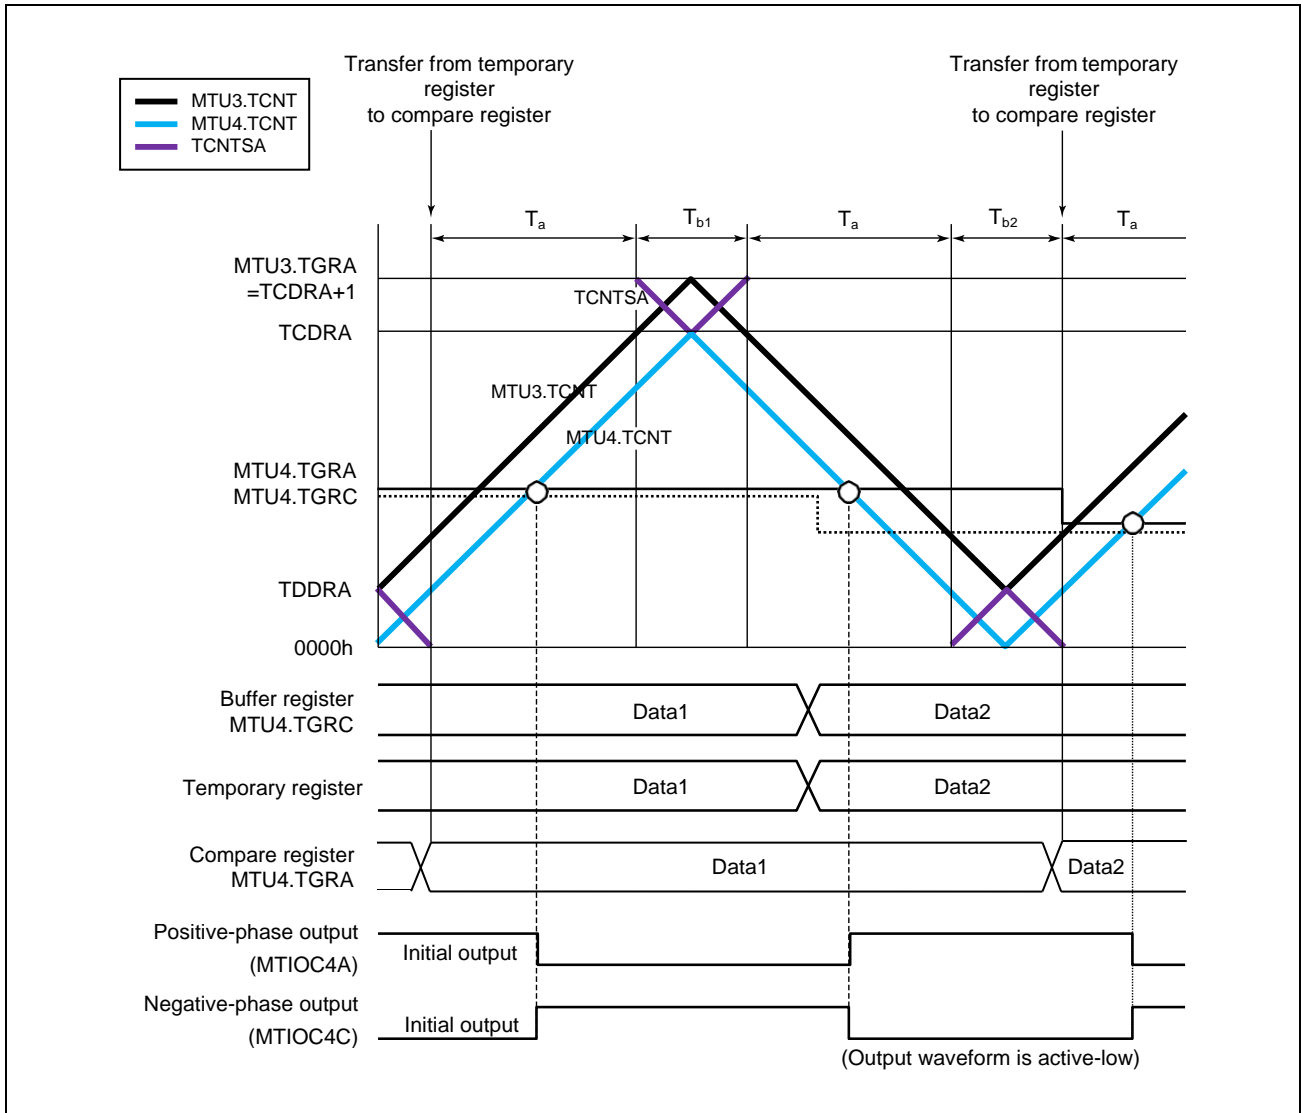 Transfer from temporary
register
to compare register
Transfer from temporary
register
to compare register
MTU3.TCNT
MTU4.TCNT
TCNTSA
Ta
Tb1
Ta
Tb2
Ta
MTU3.TGRA
=TCDRA+1
TCNTSA
TCDRA
MTU3.TCNT
MTU4.TCNT
MTU4.TGRA
MTU4.TGRC
TDDRA
0000h
Buffer register
MTU4.TGRC
Data1
Data2
Temporary register
Data1
Data2
Compare register
MTU4.TGRA
Data1
Data2
Positive-phase output
(MTIOC4A)
Initial output
Negative-phase output
(MTIOC4C)
Initial output
(Output waveform is active-low)